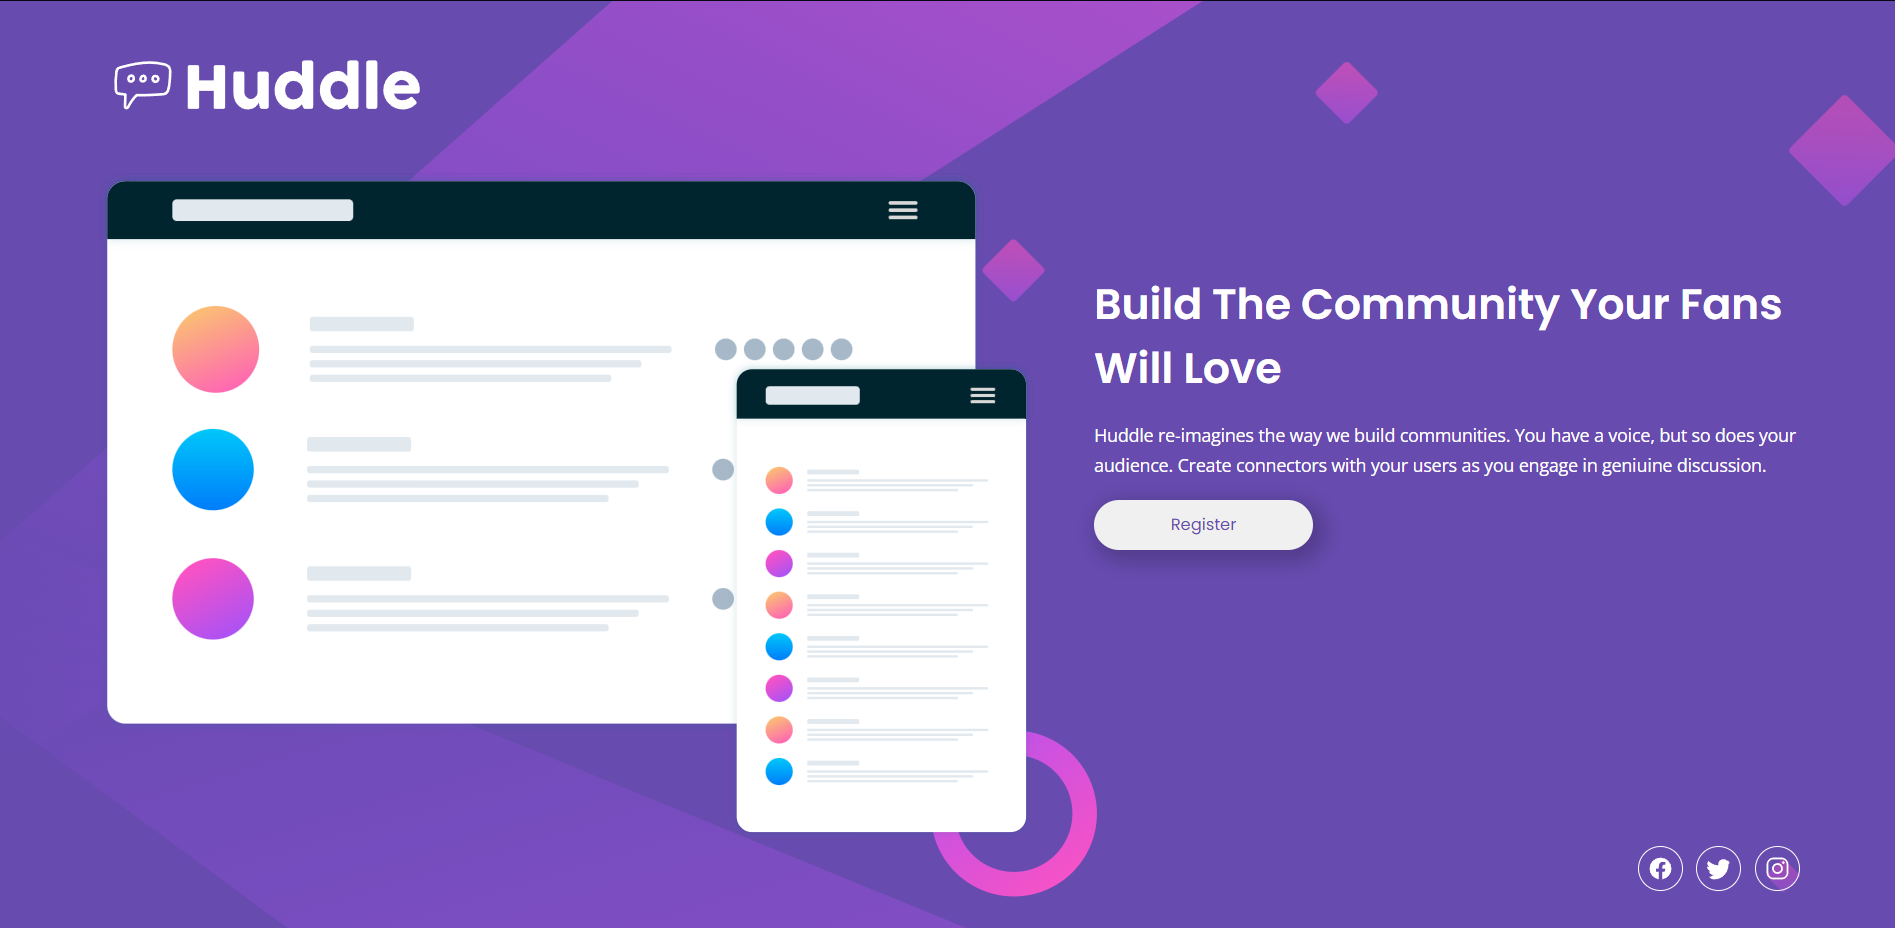 Huddle
Build The Community Your Fans
Will Love
Huddle re-imagines the way we build communities. You have a voice, but so does your
audience. Create connectors with your users as you engage in geniuine discussion.
Register